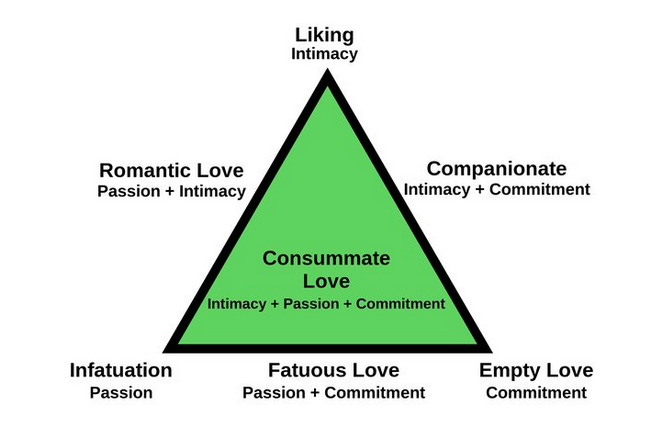 Liking
Intimacy
Romantic Love
Passion + Intimacy
Companionate
Intimacy + Commitment
Consummate
Love
Intimacy + Passion + Commitment
Infatuation
Passion
Fatuous Love
Passion + Commitment
Empty Love
Commitment